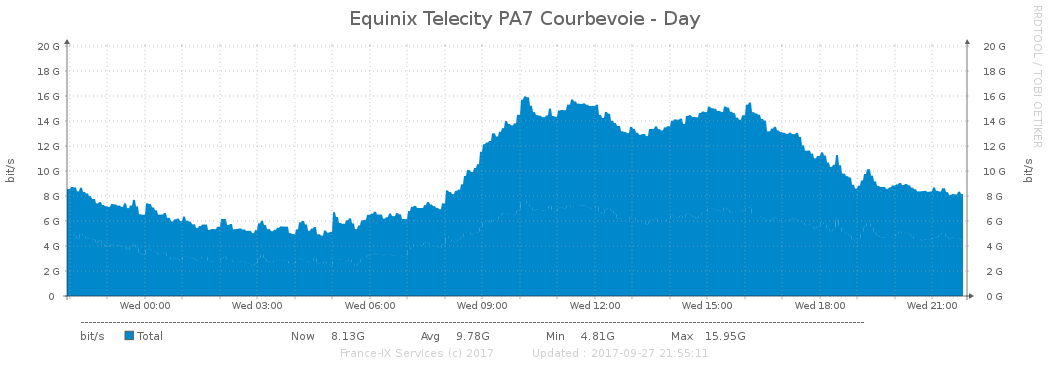 Equinix Telecity PA7 Courbevoie - Day
RRDTOOL / TOBI OETIKER
bit/s
20 G 20 G
18 G 18 G
16 G 16 G
14 G 14 G
12 G 12 G
10 G 10 G
8 G 8 G
6 G 6 G
4 G 4 G
2 G 2 G
0 0 G
bit/s
Wed 00:00 Wed 03:00 Wed 06:00 Wed 09:00 Wed 12:00 Wed 15:00 Wed 18:00 Wed 21:00
bit/s Total Now 8.13G Avg 9.78G Min 4.81G Max 15.95G
France-IX Services (c) 2017 Updated : 2017-09-27 21:55:11